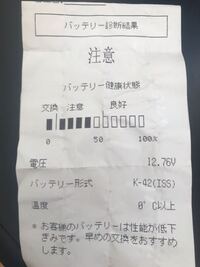 バッテリー診断結果
注意
バッテリー健康状態
交換 注意 良好
0 50 100%
電圧 12.76V
バッテリー形式 K-42(ISS)
温度 0°C以上
* お客様のバッテリーは性能が低下
ぎみです。早めの交換をおすすめ
します。